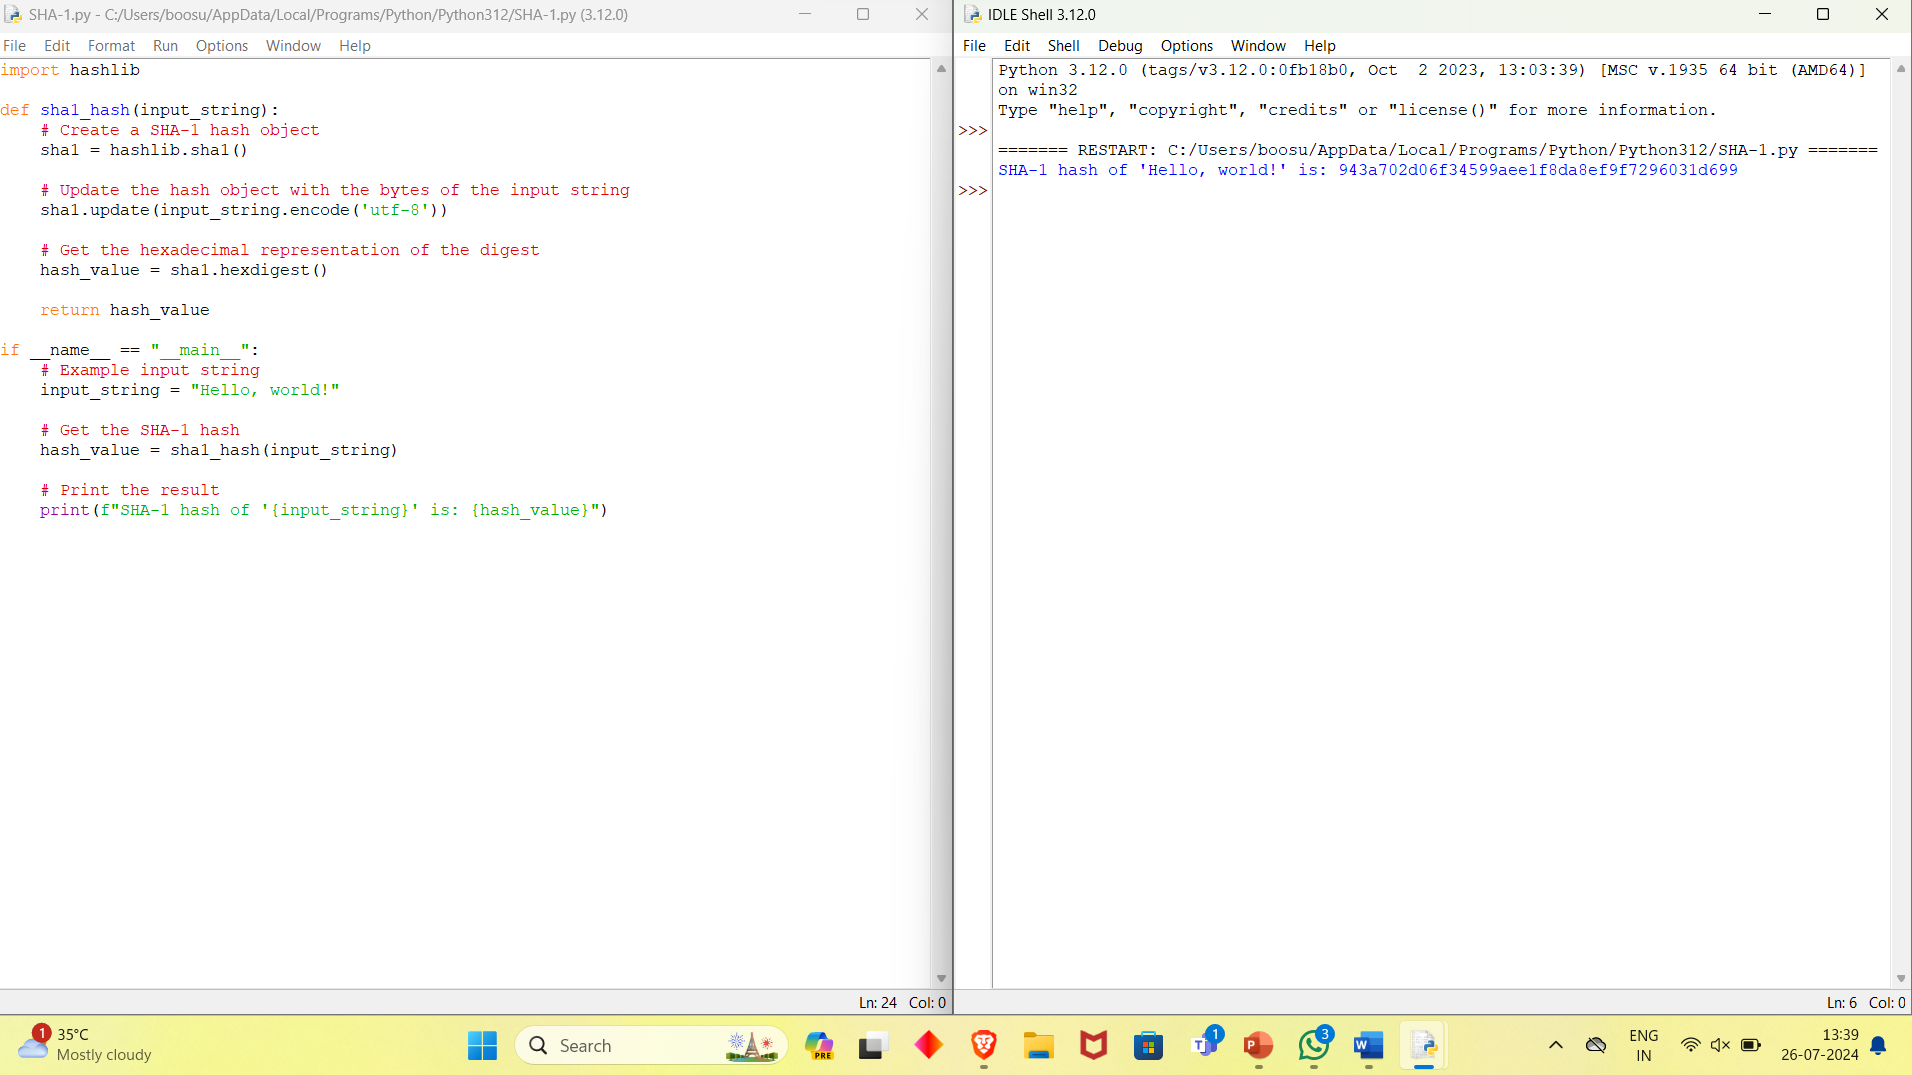 SHA-1.py - C:/Users/boosu/AppData/Local/Programs/Python/Python312/SHA-1.py (3.12.0)
File Edit Format Run Options Window Help
import hashlib

def sha1_hash(input_string):
    # Create a SHA-1 hash object
    sha1 = hashlib.sha1()

    # Update the hash object with the bytes of the input string
    sha1.update(input_string.encode('utf-8'))

    # Get the hexadecimal representation of the digest
    hash_value = sha1.hexdigest()

    return hash_value

if __name__ == "__main__":
    # Example input string
    input_string = "Hello, world!"

    # Get the SHA-1 hash
    hash_value = sha1_hash(input_string)

    # Print the result
    print(f"SHA-1 hash of '{input_string}' is: {hash_value}")
Ln: 24 Col: 0
IDLE Shell 3.12.0
File Edit Shell Debug Options Window Help
Python 3.12.0 (tags/v3.12.0:0fb18b0, Oct  2 2023, 13:03:39) [MSC v.1935 64 bit (AMD64)]
on win32
Type "help", "copyright", "credits" or "license()" for more information.
>>>
======= RESTART: C:/Users/boosu/AppData/Local/Programs/Python/Python312/SHA-1.py =======
SHA-1 hash of 'Hello, world!' is: 943a702d06f34599aee1f8da8ef9f7296031d699
>>>
Ln: 6 Col: 0
1
35°C
Mostly cloudy
Search
PRE
T 1
P
3
W
ENG
IN
13:39
26-07-2024